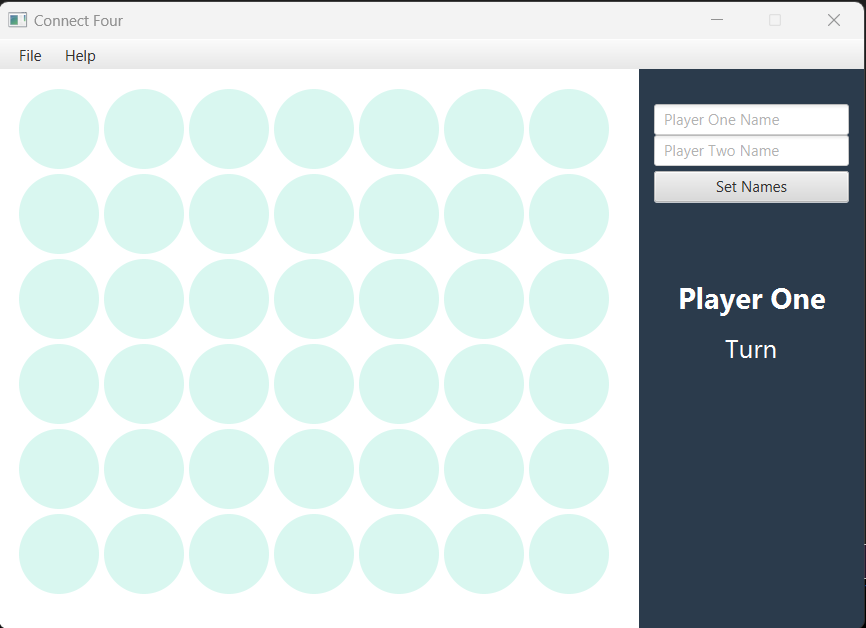 Connect Four
File Help
Player One Name
Player Two Name
Set Names
Player One
Turn